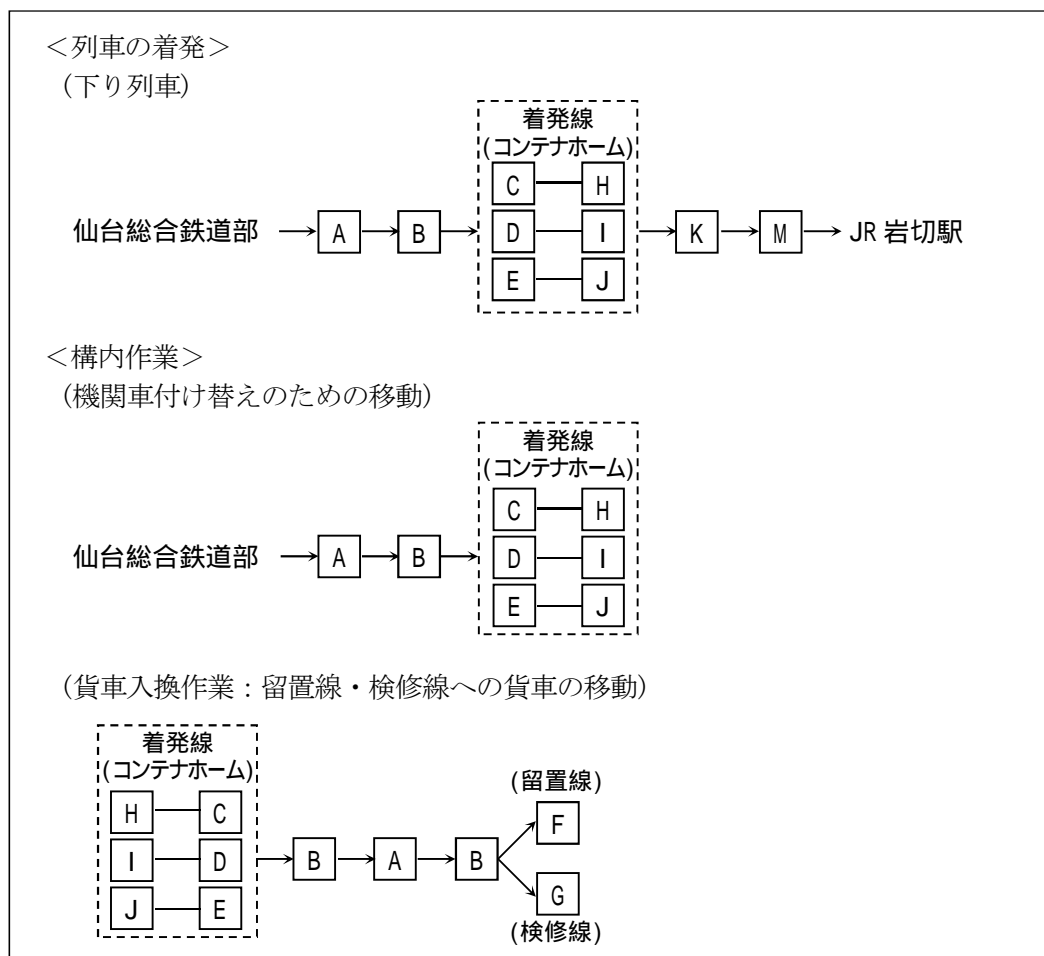 ＜列車の着発＞
（下り列車）
着発線
(コンテナホーム)
C H
仙台総合鉄道部 A B D I K M JR 岩切駅
E J
＜構内作業＞
（機関車付け替えのための移動）
着発線
(コンテナホーム)
C H
仙台総合鉄道部 A B D I
E J
（貨車入換作業：留置線・検修線への貨車の移動）
着発線
(コンテナホーム)
(留置線)
H C F
I D B A B
J E G
(検修線)